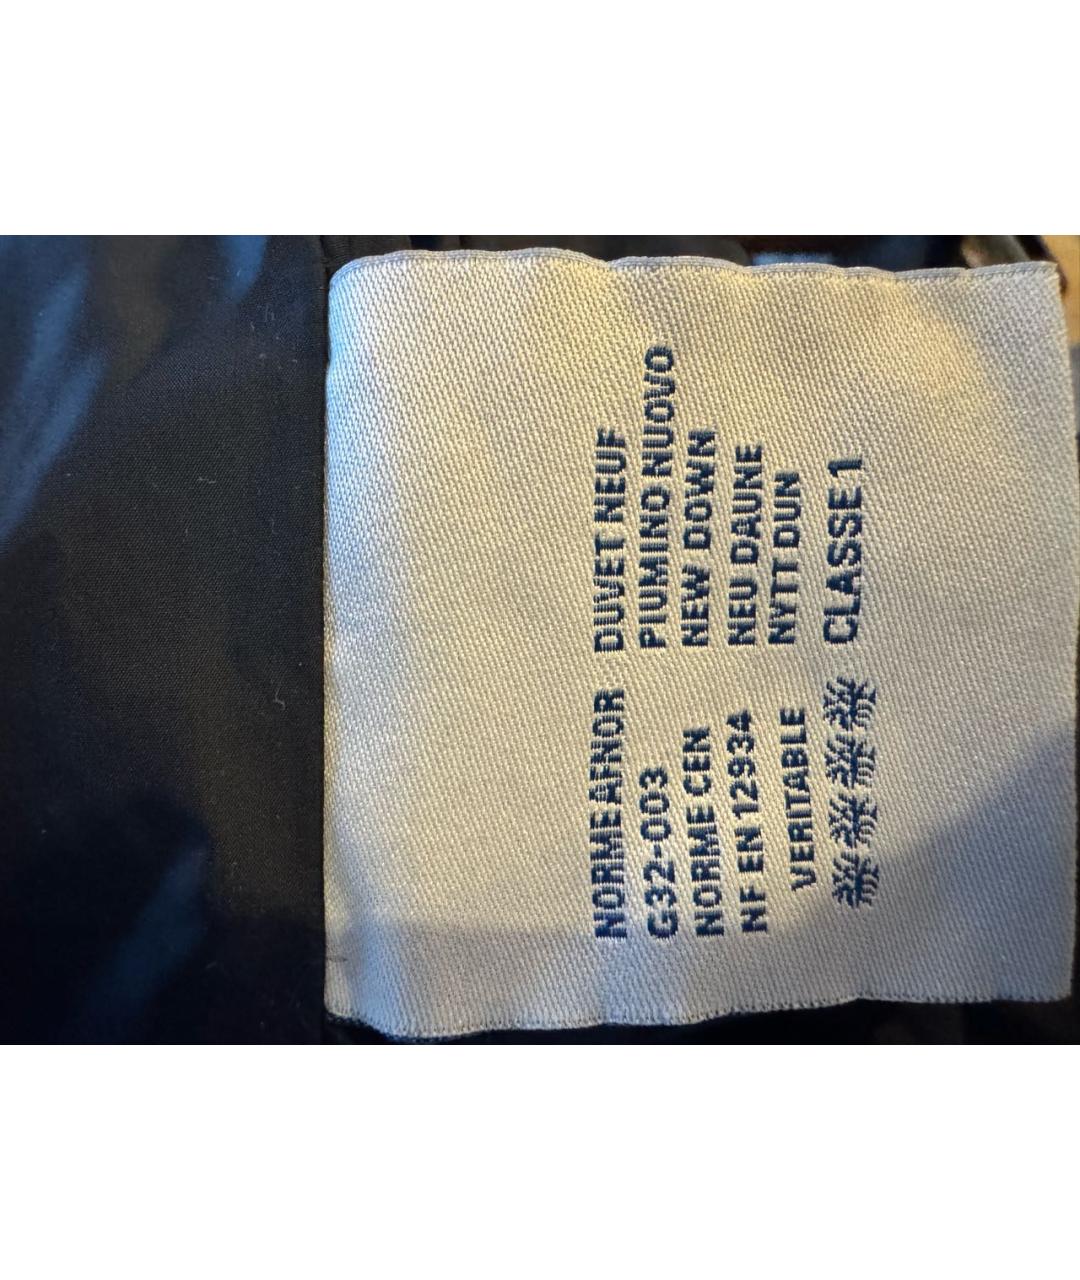 NORME AFNOR DUVET NEUF
G32-003 PIUMINO NUOVO
NORME CEN NEW DOWN
NF EN 12934 NEU DAUNE
VERITABLE NYTT DUN
CLASSE 1